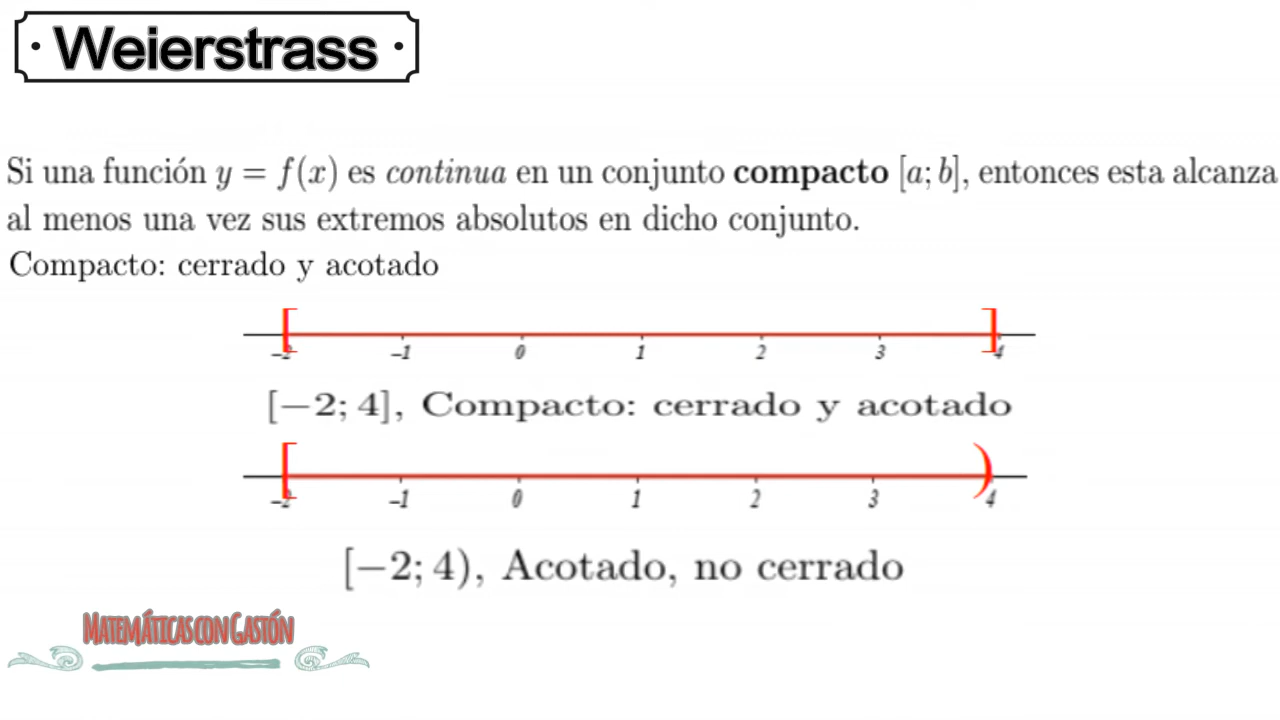 · Weierstrass ·
Si una función y = f(x) es continua en un conjunto compacto [a; b], entonces esta alcanza
al menos una vez sus extremos absolutos en dicho conjunto.
Compacto: cerrado y acotado
-2 -1 0 1 2 3 4
[−2; 4], Compacto: cerrado y acotado
-2 -1 0 1 2 3 4
[−2; 4), Acotado, no cerrado
MATEMÁTICAS CON GASTÓN